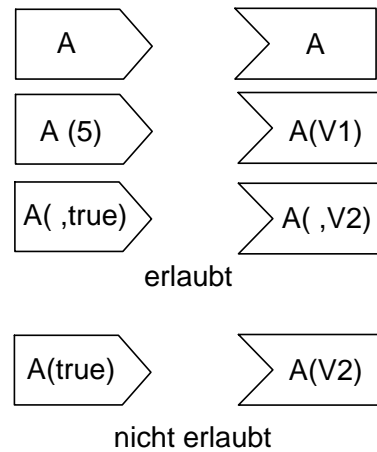 A A
A (5) A(V1)
A( ,true) A( ,V2)
erlaubt
A(true) A(V2)
nicht erlaubt